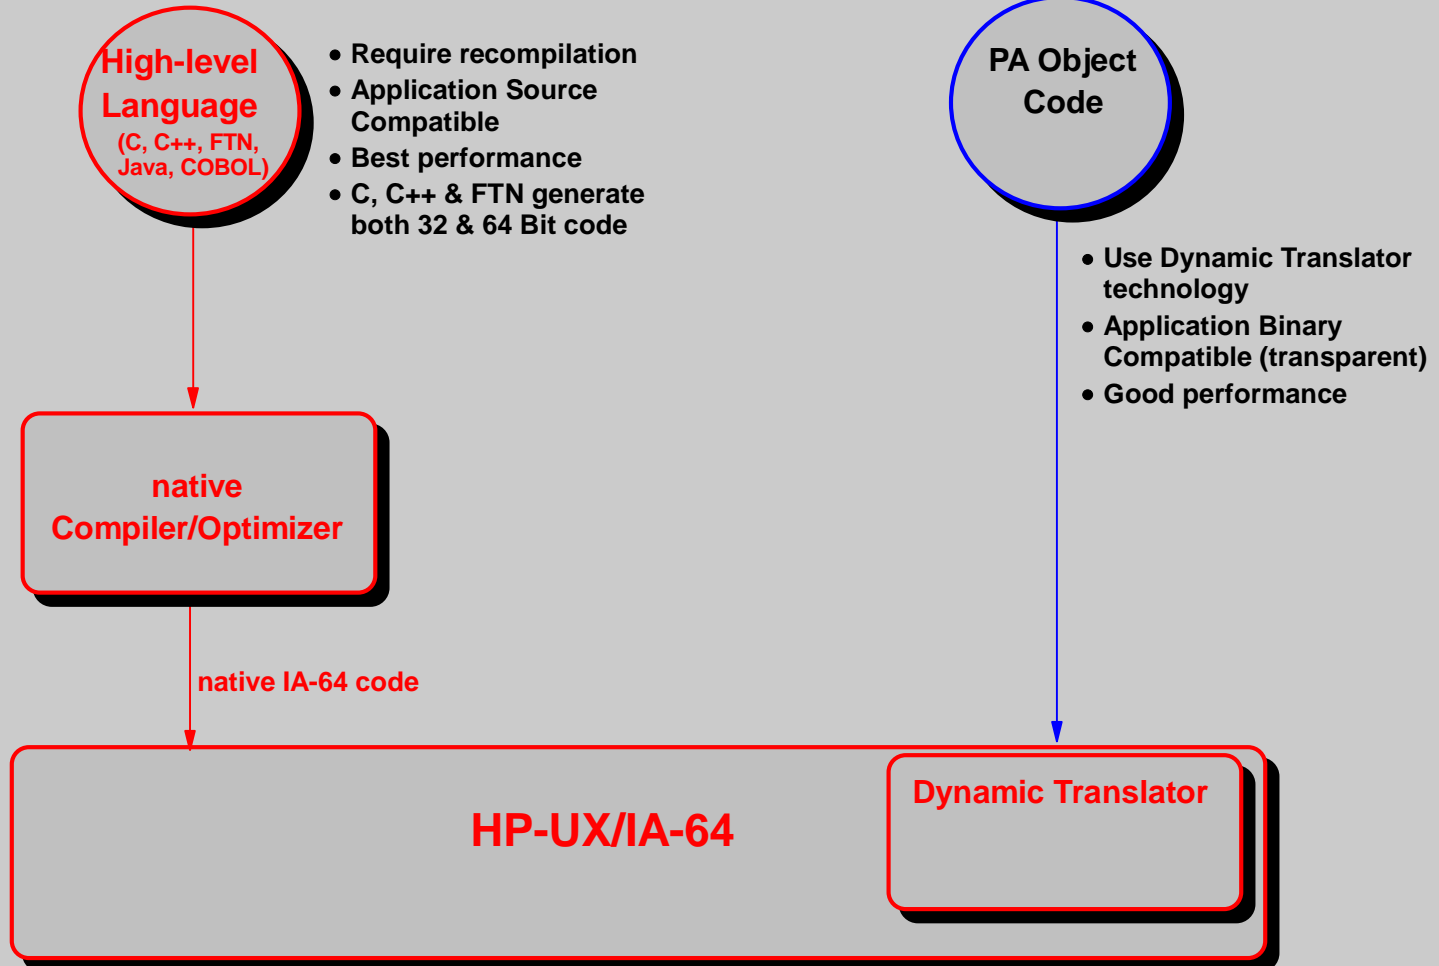 High-level
Language
(C, C++, FTN,
Java, COBOL)
• Require recompilation
• Application Source
Compatible
• Best performance
• C, C++ & FTN generate
both 32 & 64 Bit code
PA Object
Code
• Use Dynamic Translator
technology
• Application Binary
Compatible (transparent)
• Good performance
native
Compiler/Optimizer
native IA-64 code
HP-UX/IA-64
Dynamic Translator